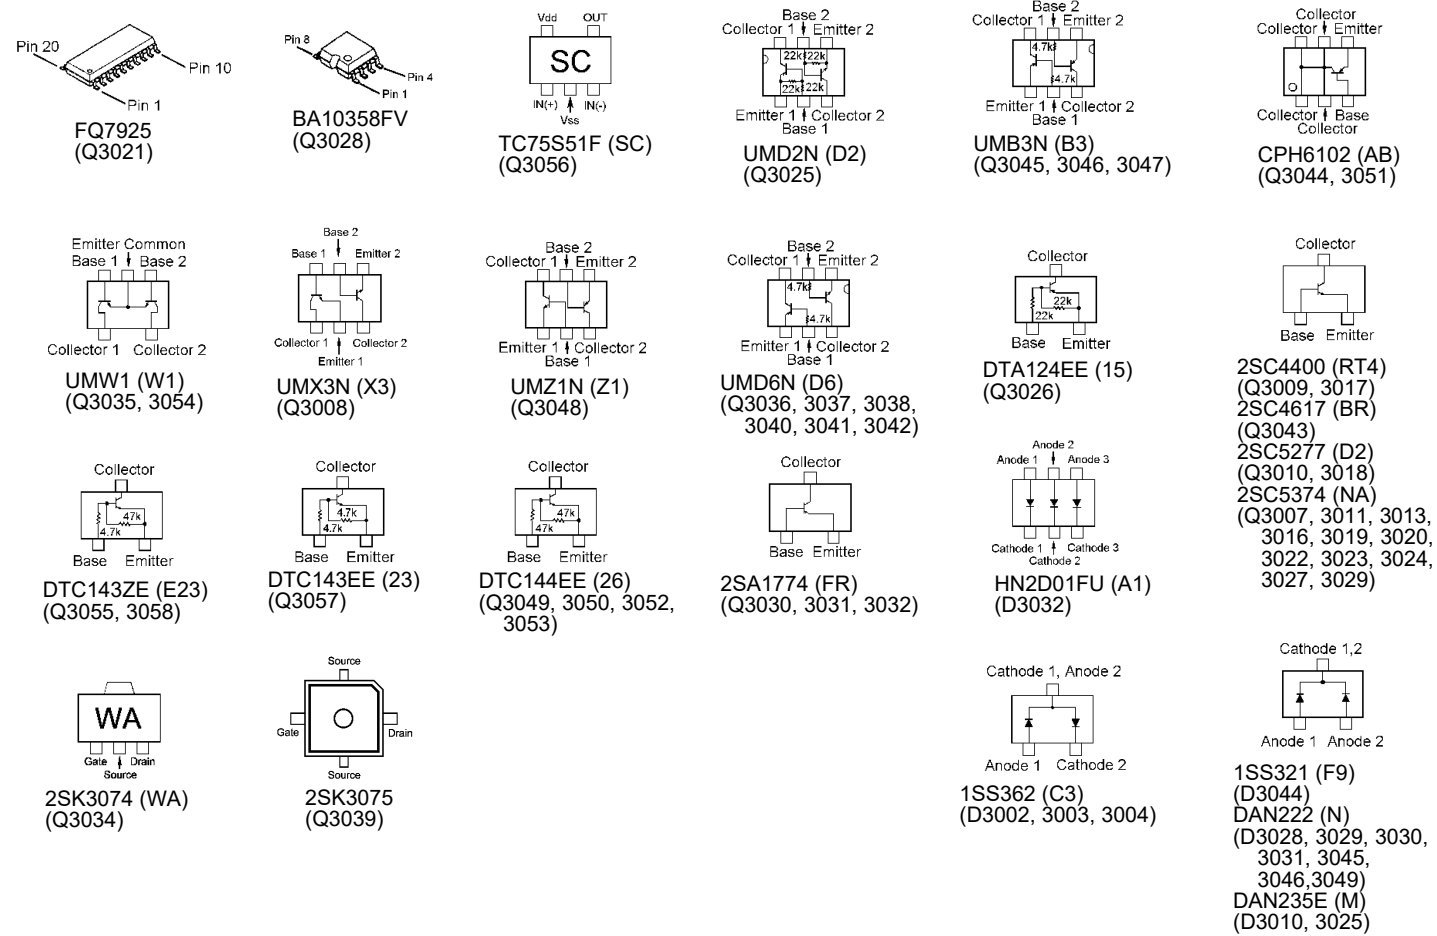 Pin 20
Pin 10
Pin 1
FQ7925
(Q3021)
Pin 8
Pin 4
Pin 1
BA10358FV
(Q3028)
Vdd OUT
SC
IN(+) IN(-)
Vss
TC75S51F (SC)
(Q3056)
Base 2
Collector 1 Emitter 2
22k 22k
22k 22k
Emitter 1 Collector 2
Base 1
UMD2N (D2)
(Q3025)
Base 2
Collector 1 Emitter 2
4.7k
4.7k
Emitter 1 Collector 2
Base 1
UMB3N (B3)
(Q3045, 3046, 3047)
Collector
Collector Emitter
Collector Base
Collector
CPH6102 (AB)
(Q3044, 3051)
Emitter Common
Base 1 Base 2
Collector 1 Collector 2
UMW1 (W1)
(Q3035, 3054)
Base 2
Base 1 Emitter 2
Collector 1 Collector 2
Emitter 1
UMX3N (X3)
(Q3008)
Base 2
Collector 1 Emitter 2
Emitter 1 Collector 2
Base 1
UMZ1N (Z1)
(Q3048)
Base 2
Collector 1 Emitter 2
4.7k
4.7k
Emitter 1 Collector 2
Base 1
UMD6N (D6)
(Q3036, 3037, 3038,
3040, 3041, 3042)
Collector
22k
22k
Base Emitter
DTA124EE (15)
(Q3026)
Collector
Base Emitter
2SC4400 (RT4)
(Q3009, 3017)
2SC4617 (BR)
(Q3043)
2SC5277 (D2)
(Q3010, 3018)
2SC5374 (NA)
(Q3007, 3011, 3013,
3016, 3019, 3020,
3022, 3023, 3024,
3027, 3029)
Collector
47k
4.7k
Base Emitter
DTC143ZE (E23)
(Q3055, 3058)
Collector
4.7k
4.7k
Base Emitter
DTC143EE (23)
(Q3057)
Collector
47k
47k
Base Emitter
DTC144EE (26)
(Q3049, 3050, 3052,
3053)
Collector
Base Emitter
2SA1774 (FR)
(Q3030, 3031, 3032)
Anode 2
Anode 1 Anode 3
Cathode 1 Cathode 3
Cathode 2
HN2D01FU (A1)
(D3032)
WA
Gate Drain
Source
2SK3074 (WA)
(Q3034)
Source
Gate Drain
Source
2SK3075
(Q3039)
Cathode 1, Anode 2
Anode 1 Cathode 2
1SS362 (C3)
(D3002, 3003, 3004)
Cathode 1,2
Anode 1 Anode 2
1SS321 (F9)
(D3044)
DAN222 (N)
(D3028, 3029, 3030,
3031, 3045,
3046,3049)
DAN235E (M)
(D3010, 3025)